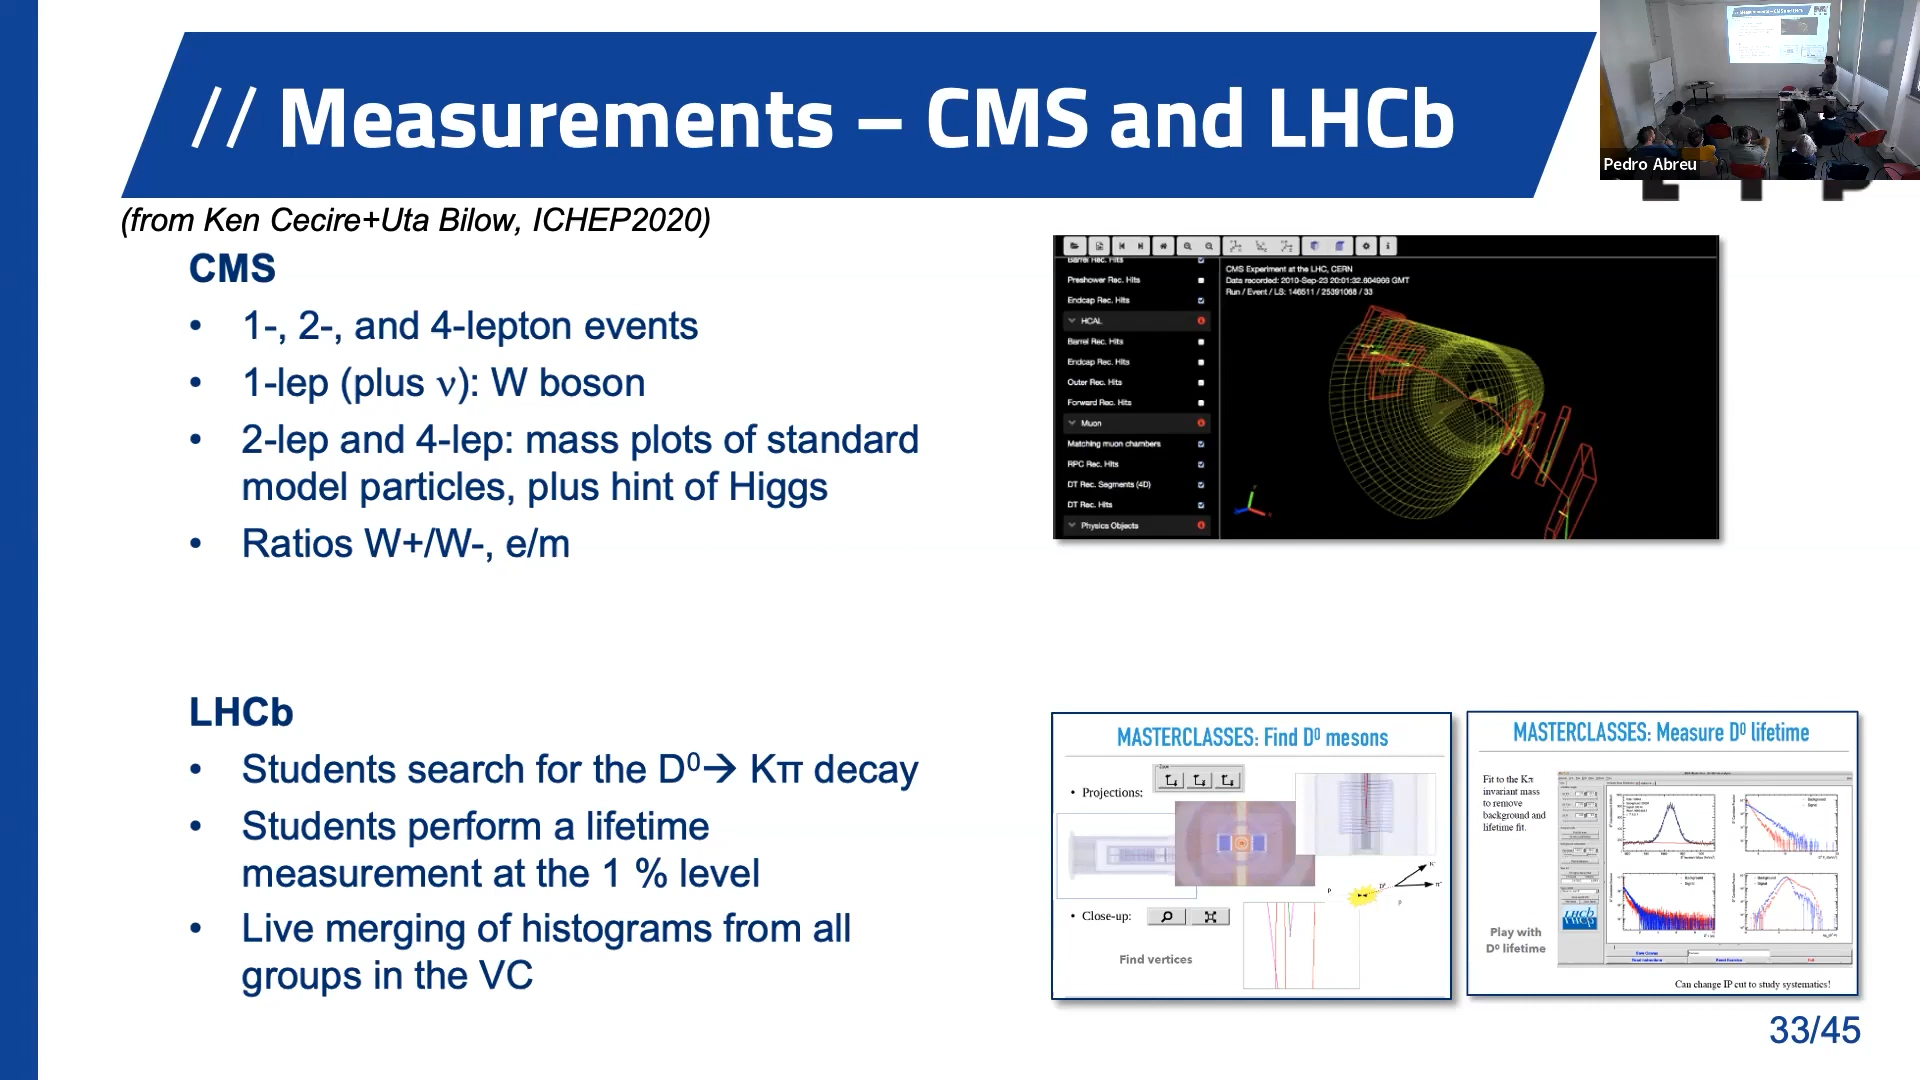 // Measurements – CMS and LHCb
Pedro Abreu
(from Ken Cecire+Uta Bilow, ICHEP2020)
CMS
• 1-, 2-, and 4-lepton events
• 1-lep (plus ν): W boson
• 2-lep and 4-lep: mass plots of standard
model particles, plus hint of Higgs
• Ratios W+/W-, e/m
Barrel Rec. Hits
Preshower Rec. Hits
Endcap Rec. Hits
HCAL
Barrel Rec. Hits
Endcap Rec. Hits
Outer Rec. Hits
Forward Rec. Hits
Muon
Matching muon chambers
RPC Rec. Hits
DT Rec. Segments (4D)
DT Rec. Hits
Physics Objects
CMS Experiment at the LHC, CERN
Data recorded: 2010-Sep-23 20:01:32.604966 GMT
Run / Event / LS: 146511 / 25391068 / 33
LHCb
• Students search for the D⁰→ Kπ decay
• Students perform a lifetime
measurement at the 1 % level
• Live merging of histograms from all
groups in the VC
MASTERCLASSES: Find D⁰ mesons
• Projections:
• Close-up:
Find vertices
MASTERCLASSES: Measure D⁰ lifetime
Fit to the Kπ
invariant mass
to remove
background and
lifetime fit.
LHCb
Play with
D⁰ lifetime
Can change IP cut to study systematics!
33/45